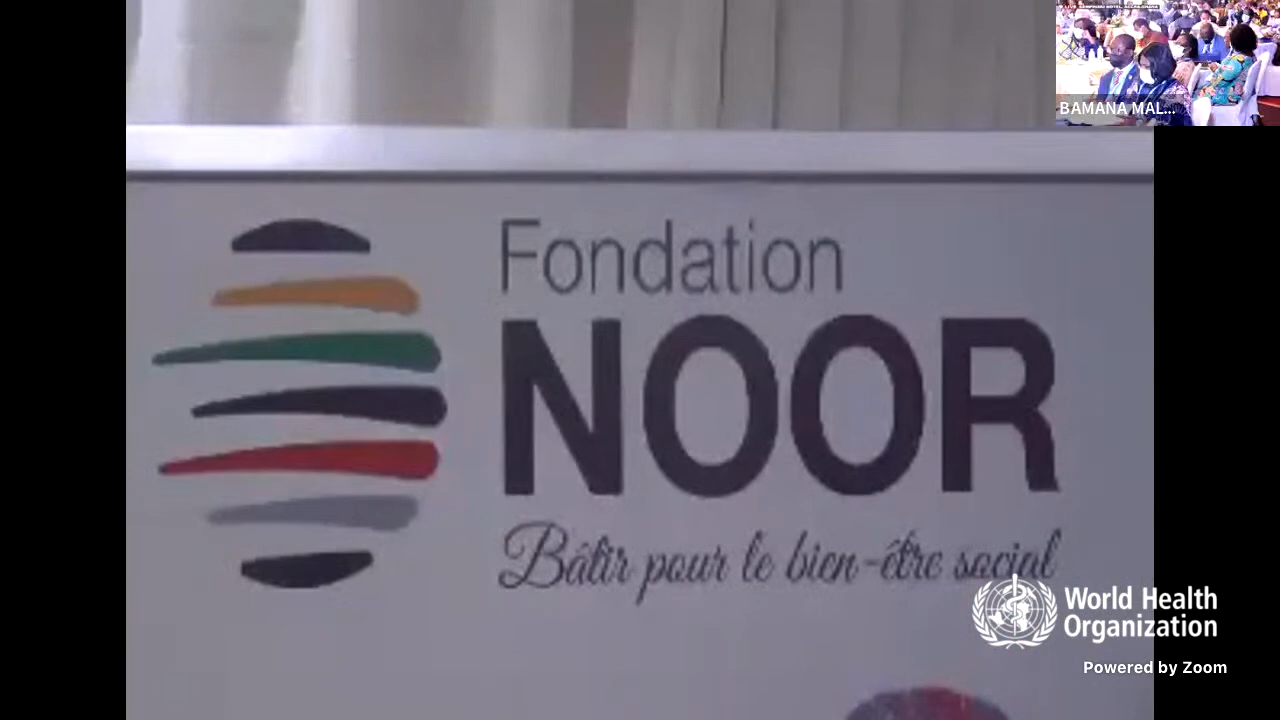 BAMANA MAL...
Fondation
NOOR
Bâtir pour le bien-être social
World Health
Organization
Powered by Zoom